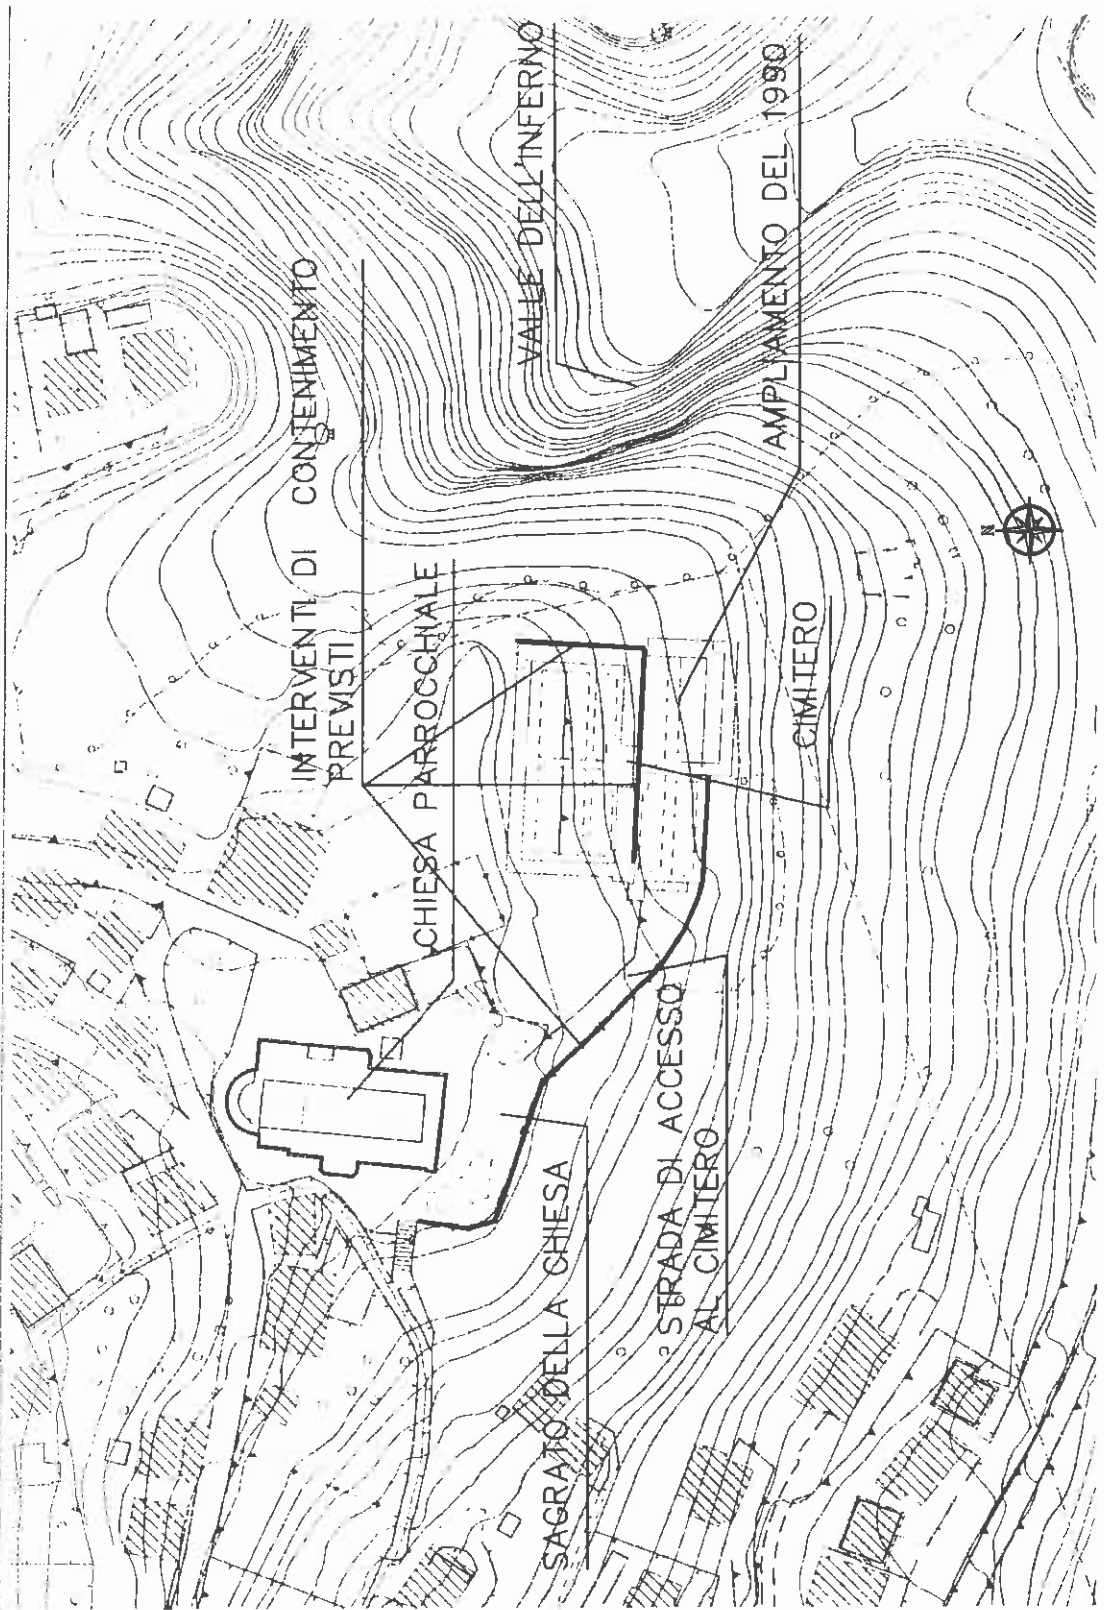 INTERVENTI DI CONTENIMENTO
PREVISTI
CHIESA PARROCCHIALE
VALLE DELL'INFERNO
AMPLIAMENTO DEL 1990
CIMITERO
SAGRATO DELLA CHIESA
STRADA DI ACCESSO
AL CIMITERO
N